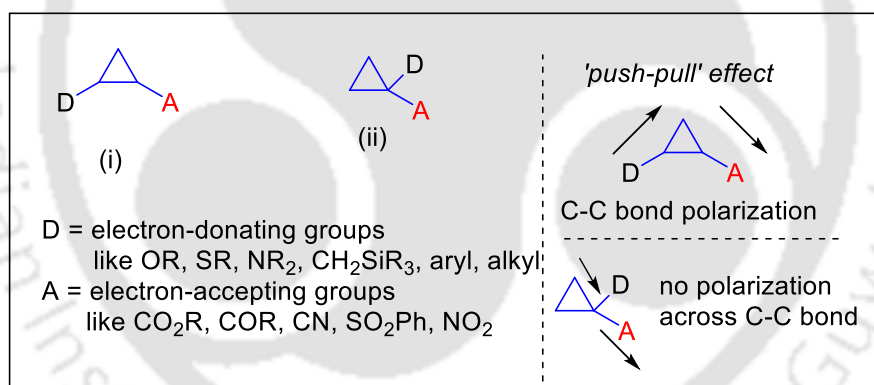 D
A
(i)
D
A
(ii)
D = electron-donating groups
like OR, SR, NR₂, CH₂SiR₃, aryl, alkyl
A = electron-accepting groups
like CO₂R, COR, CN, SO₂Ph, NO₂
'push-pull' effect
D
A
C-C bond polarization
D
A
no polarization
across C-C bond